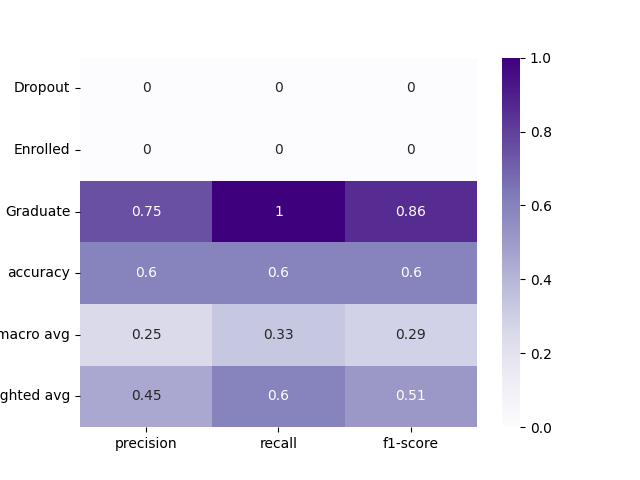 1.0
Dropout 0 0 0
0.8
Enrolled 0 0 0
Graduate 0.75 1 0.86
0.6
accuracy 0.6 0.6 0.6
0.4
macro avg 0.25 0.33 0.29
0.2
ghted avg 0.45 0.6 0.51
0.0
precision recall f1-score